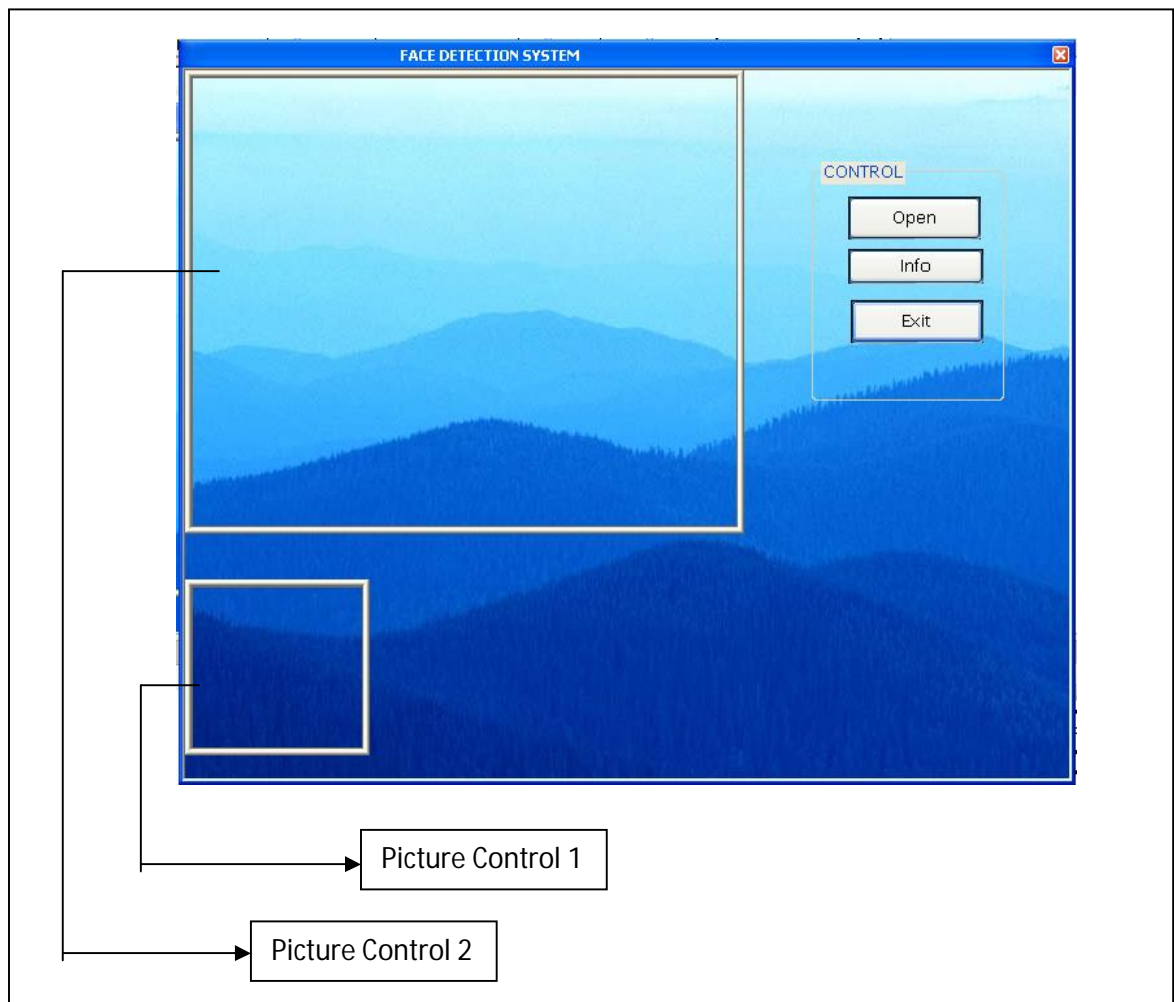 FACE DETECTION SYSTEM
CONTROL
Open
Info
Exit
Picture Control 1
Picture Control 2